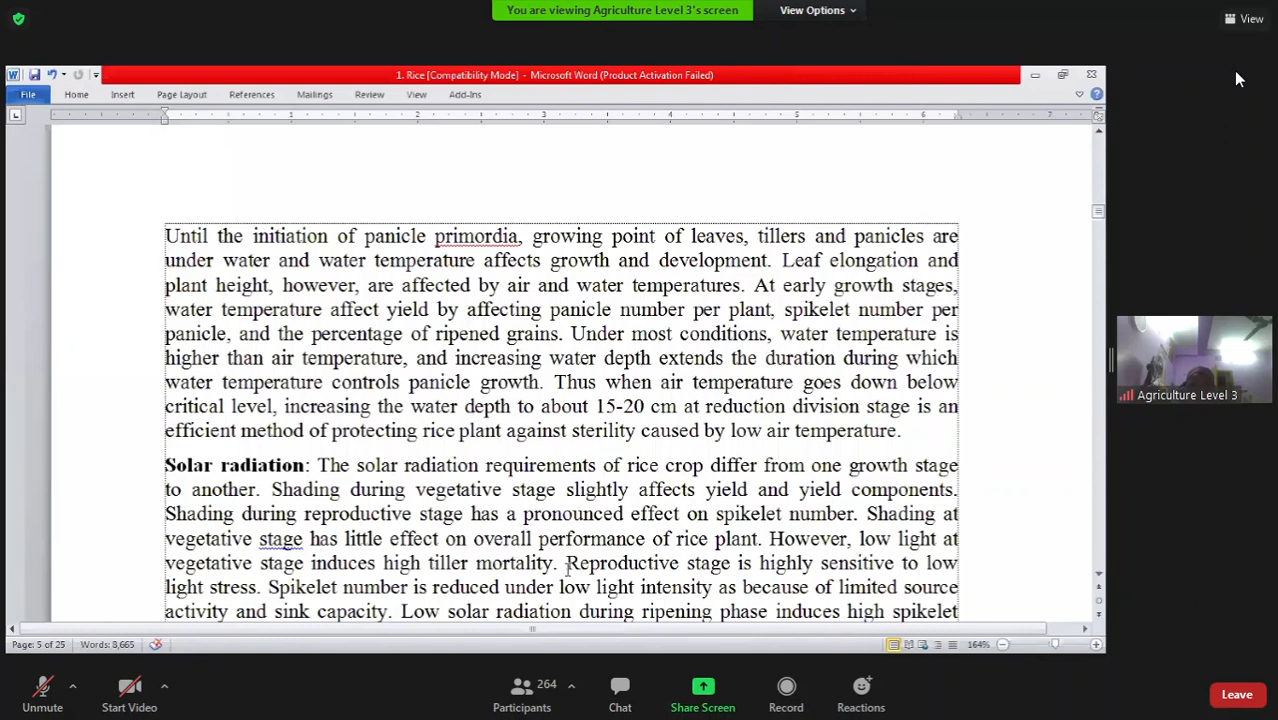 You are viewing Agriculture Level 3's screen
View Options
View
1. Rice [Compatibility Mode] - Microsoft Word (Product Activation Failed)
File Home Insert Page Layout References Mailings Review View Add-Ins
1 2 3 4 5 6 7
Until the initiation of panicle primordia, growing point of leaves, tillers and panicles are
under water and water temperature affects growth and development. Leaf elongation and
plant height, however, are affected by air and water temperatures. At early growth stages,
water temperature affect yield by affecting panicle number per plant, spikelet number per
panicle, and the percentage of ripened grains. Under most conditions, water temperature is
higher than air temperature, and increasing water depth extends the duration during which
water temperature controls panicle growth. Thus when air temperature goes down below
critical level, increasing the water depth to about 15-20 cm at reduction division stage is an
efficient method of protecting rice plant against sterility caused by low air temperature.
Solar radiation: The solar radiation requirements of rice crop differ from one growth stage
to another. Shading during vegetative stage slightly affects yield and yield components.
Shading during reproductive stage has a pronounced effect on spikelet number. Shading at
vegetative stage has little effect on overall performance of rice plant. However, low light at
vegetative stage induces high tiller mortality. Reproductive stage is highly sensitive to low
light stress. Spikelet number is reduced under low light intensity as because of limited source
activity and sink capacity. Low solar radiation during ripening phase induces high spikelet
Agriculture Level 3
Page: 5 of 25 Words: 8,665 164%
264
Unmute Start Video Participants Chat Share Screen Record Reactions Leave